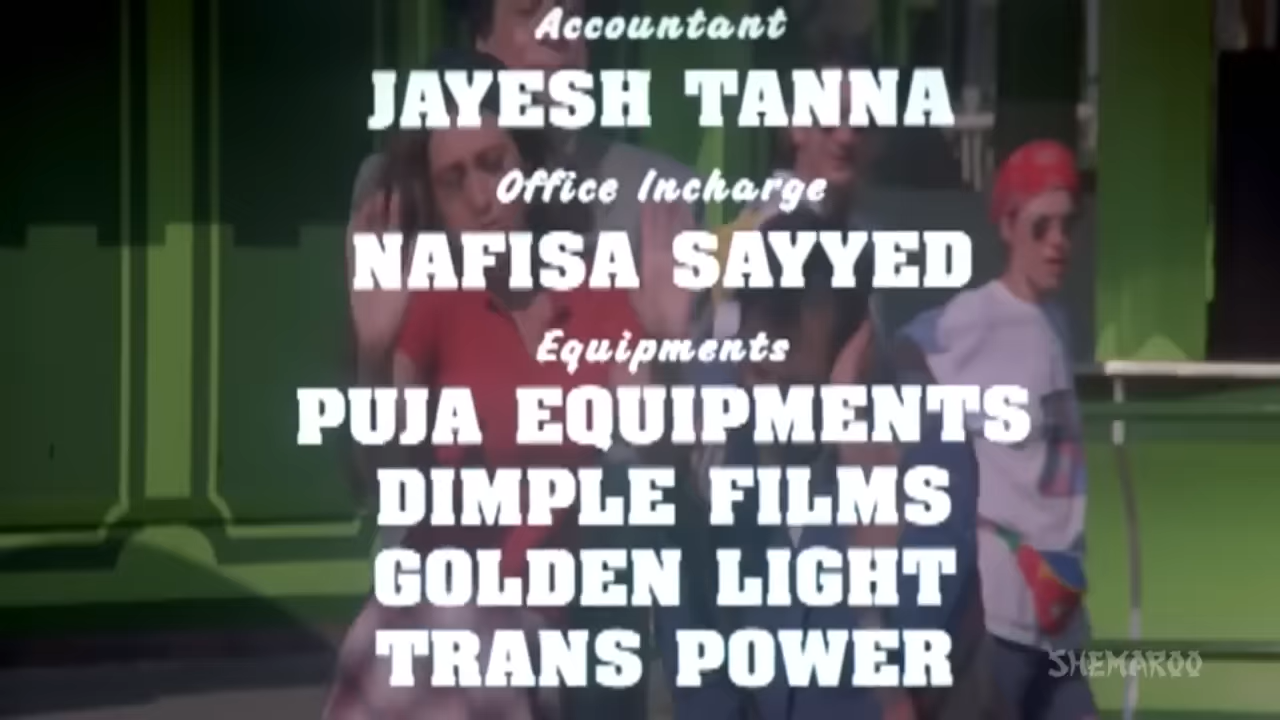 Accountant
JAYESH TANNA
Office Incharge
NAFISA SAYYED
Equipments
PUJA EQUIPMENTS
DIMPLE FILMS
GOLDEN LIGHT
TRANS POWER
SHEMAROO